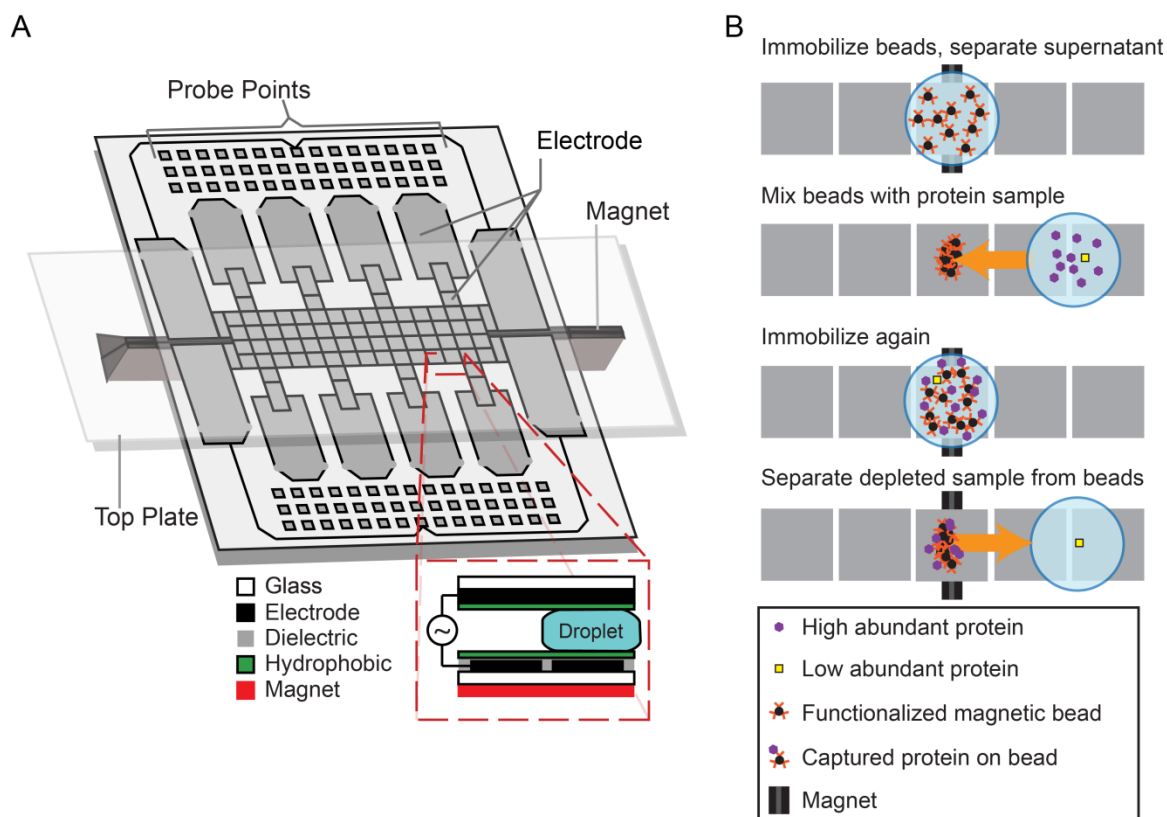 A
Probe Points
Electrode
Magnet
Top Plate
Glass
Electrode
Dielectric
Hydrophobic
Magnet
~
Droplet
B
Immobilize beads, separate supernatant
Mix beads with protein sample
Immobilize again
Separate depleted sample from beads
High abundant protein
Low abundant protein
Functionalized magnetic bead
Captured protein on bead
Magnet